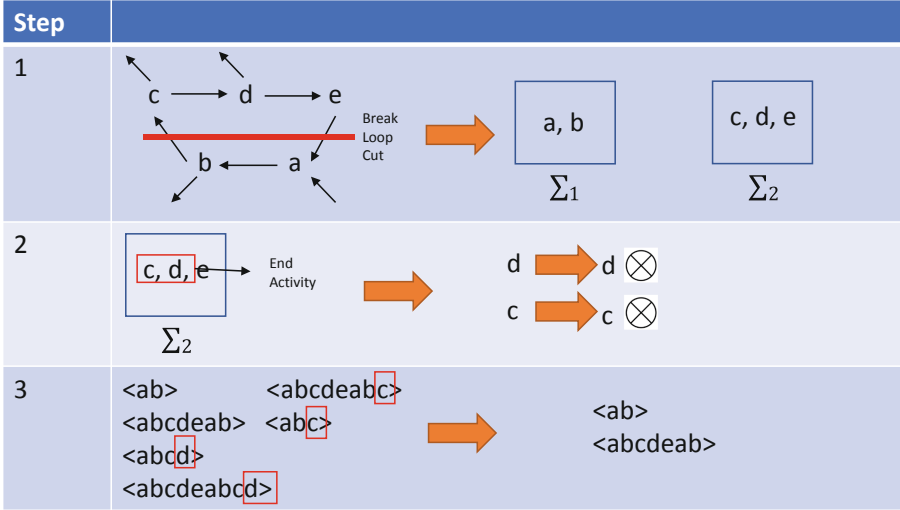 Step
1
c d e
b a
Break
Loop
Cut
a, b
Σ1
c, d, e
Σ2
2
c, d, e
End
Activity
Σ2
d d
c c
3
<ab> <abcdeabc>
<abcdeab> <abc>
<abcd>
<abcdeabcd>
<ab>
<abcdeab>